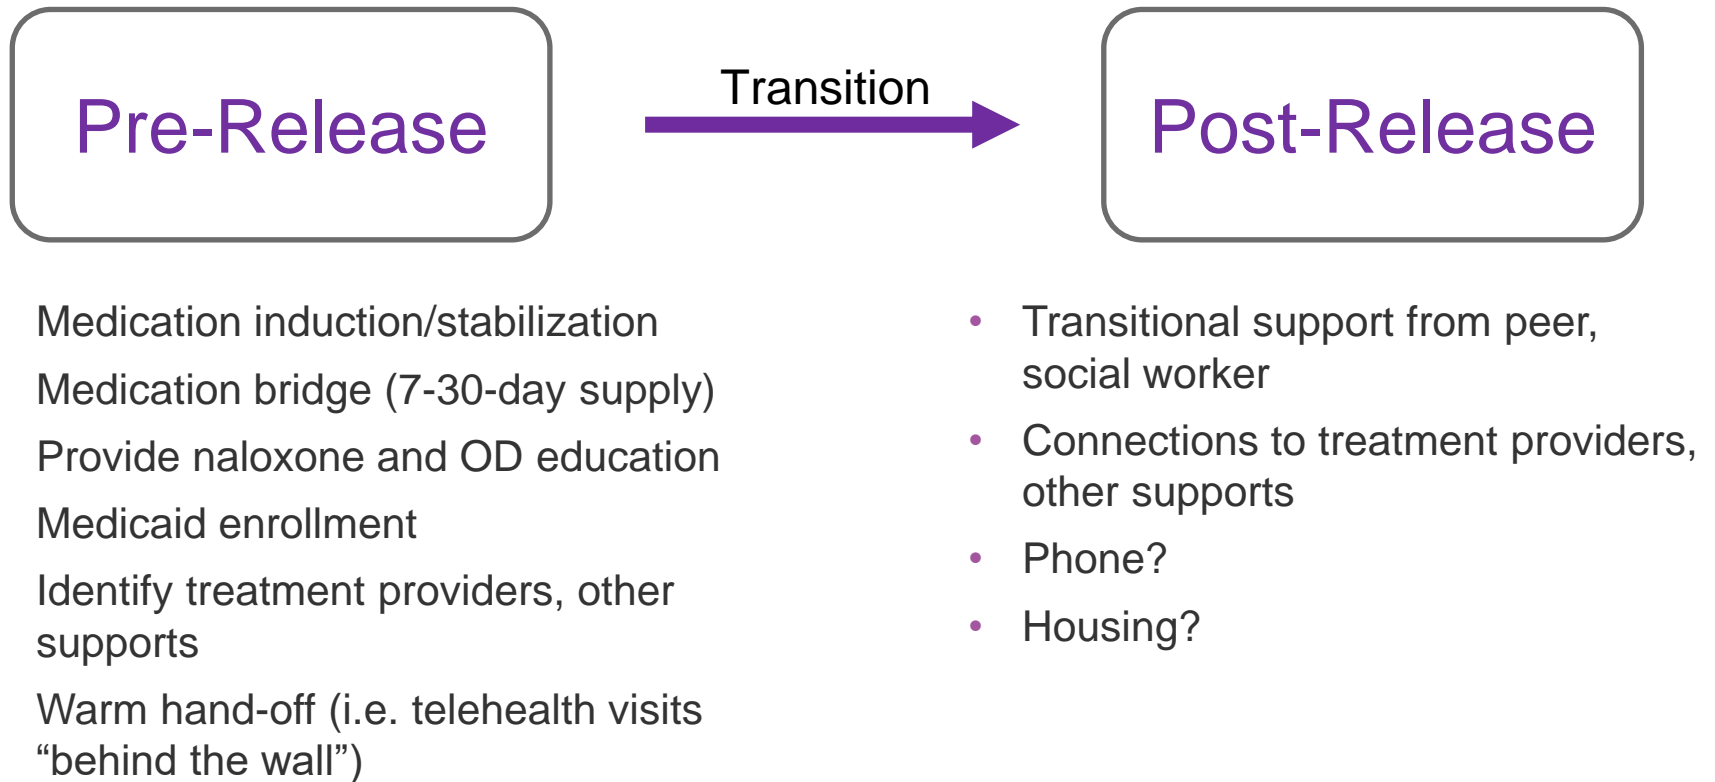 Pre-Release
Transition
Post-Release
Medication induction/stabilization
Medication bridge (7-30-day supply)
Provide naloxone and OD education
Medicaid enrollment
Identify treatment providers, other
supports
Warm hand-off (i.e. telehealth visits
“behind the wall”)
• Transitional support from peer,
social worker
• Connections to treatment providers,
other supports
• Phone?
• Housing?